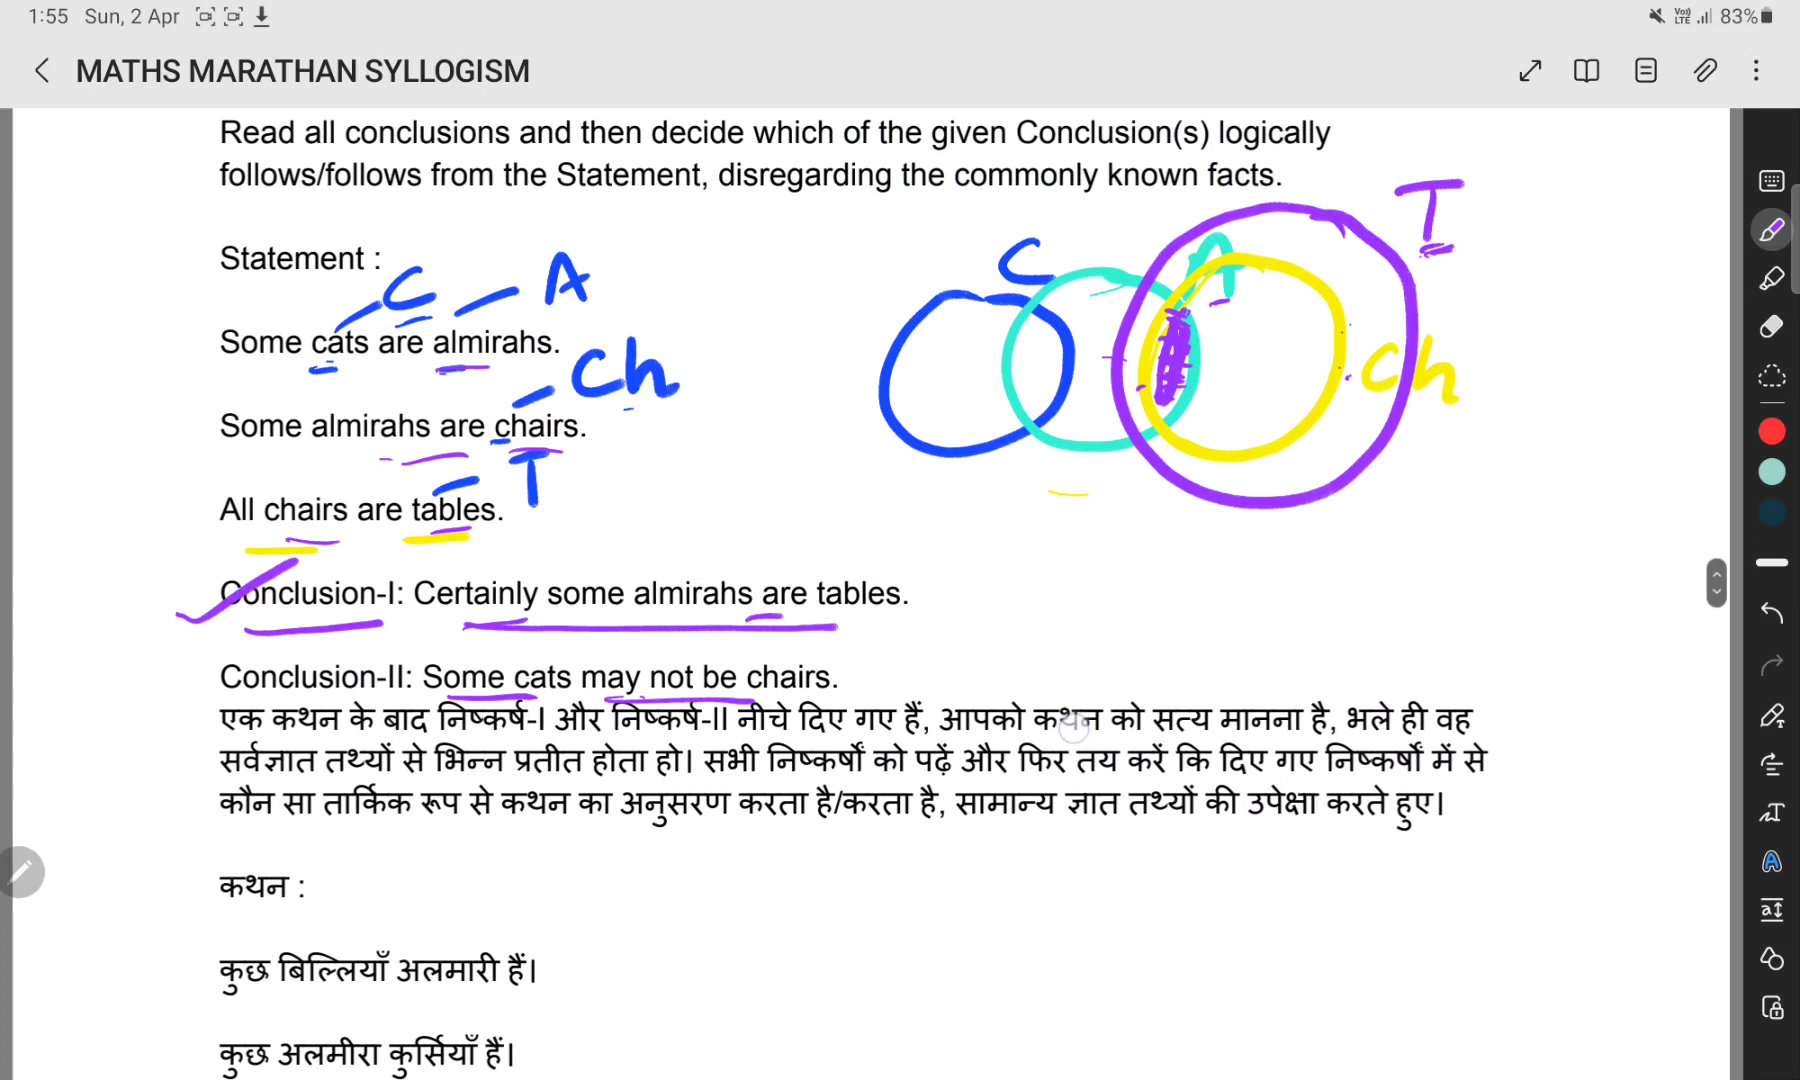 1:55 Sun, 2 Apr
Vo) LTE 83%
MATHS MARATHAN SYLLOGISM
Read all conclusions and then decide which of the given Conclusion(s) logically
follows/follows from the Statement, disregarding the commonly known facts.
T
Statement :
C A
C A
Some cats are almirahs.
Ch
Ch
Some almirahs are chairs.
T
All chairs are tables.
Conclusion-I: Certainly some almirahs are tables.
Conclusion-II: Some cats may not be chairs.
एक कथन के बाद निष्कर्ष-I और निष्कर्ष-II नीचे दिए गए हैं, आपको कथन को सत्य मानना है, भले ही वह
सर्वज्ञात तथ्यों से भिन्न प्रतीत होता हो। सभी निष्कर्षों को पढ़ें और फिर तय करें कि दिए गए निष्कर्षों में से
कौन सा तार्किक रूप से कथन का अनुसरण करता है/करता है, सामान्य ज्ञात तथ्यों की उपेक्षा करते हुए।
कथन :
कुछ बिल्लियाँ अलमारी हैं।
कुछ अलमीरा कुर्सियाँ हैं।